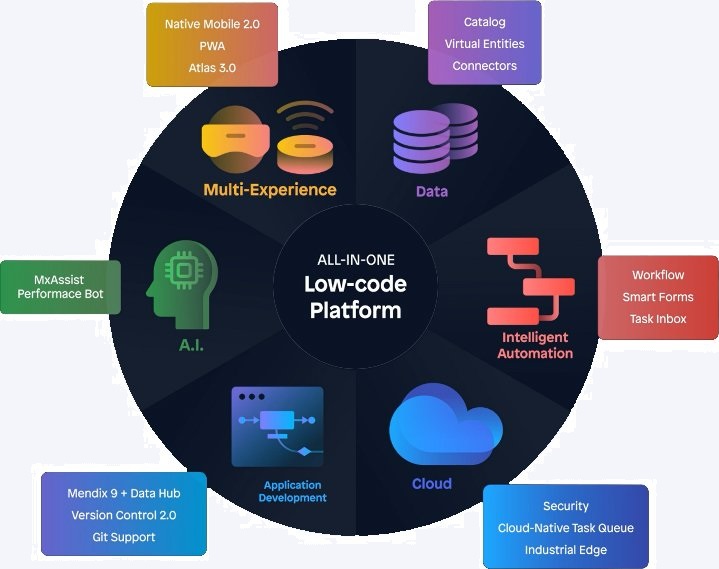 Native Mobile 2.0
PWA
Atlas 3.0
Catalog
Virtual Entities
Connectors
Multi-Experience
Data
ALL-IN-ONE
Low-code
Platform
MxAssist
Performace Bot
A.I.
Intelligent
Automation
Workflow
Smart Forms
Task Inbox
Application
Development
Cloud
Mendix 9 + Data Hub
Version Control 2.0
Git Support
Security
Cloud-Native Task Queue
Industrial Edge